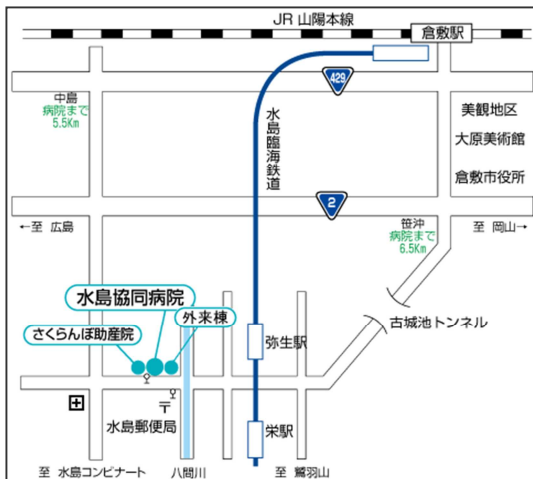 JR 山陽本線
倉敷駅
429
中島
病院まで
5.5Km
水島臨海鉄道
美観地区
大原美術館
倉敷市役所
2
←至 広島
笹沖
病院まで
6.5Km
至 岡山→
水島協同病院
さくらんぼ助産院
外来棟
古城池トンネル
弥生駅
〒
水島郵便局
栄駅
至 水島コンビナート
八間川
至 鷲羽山